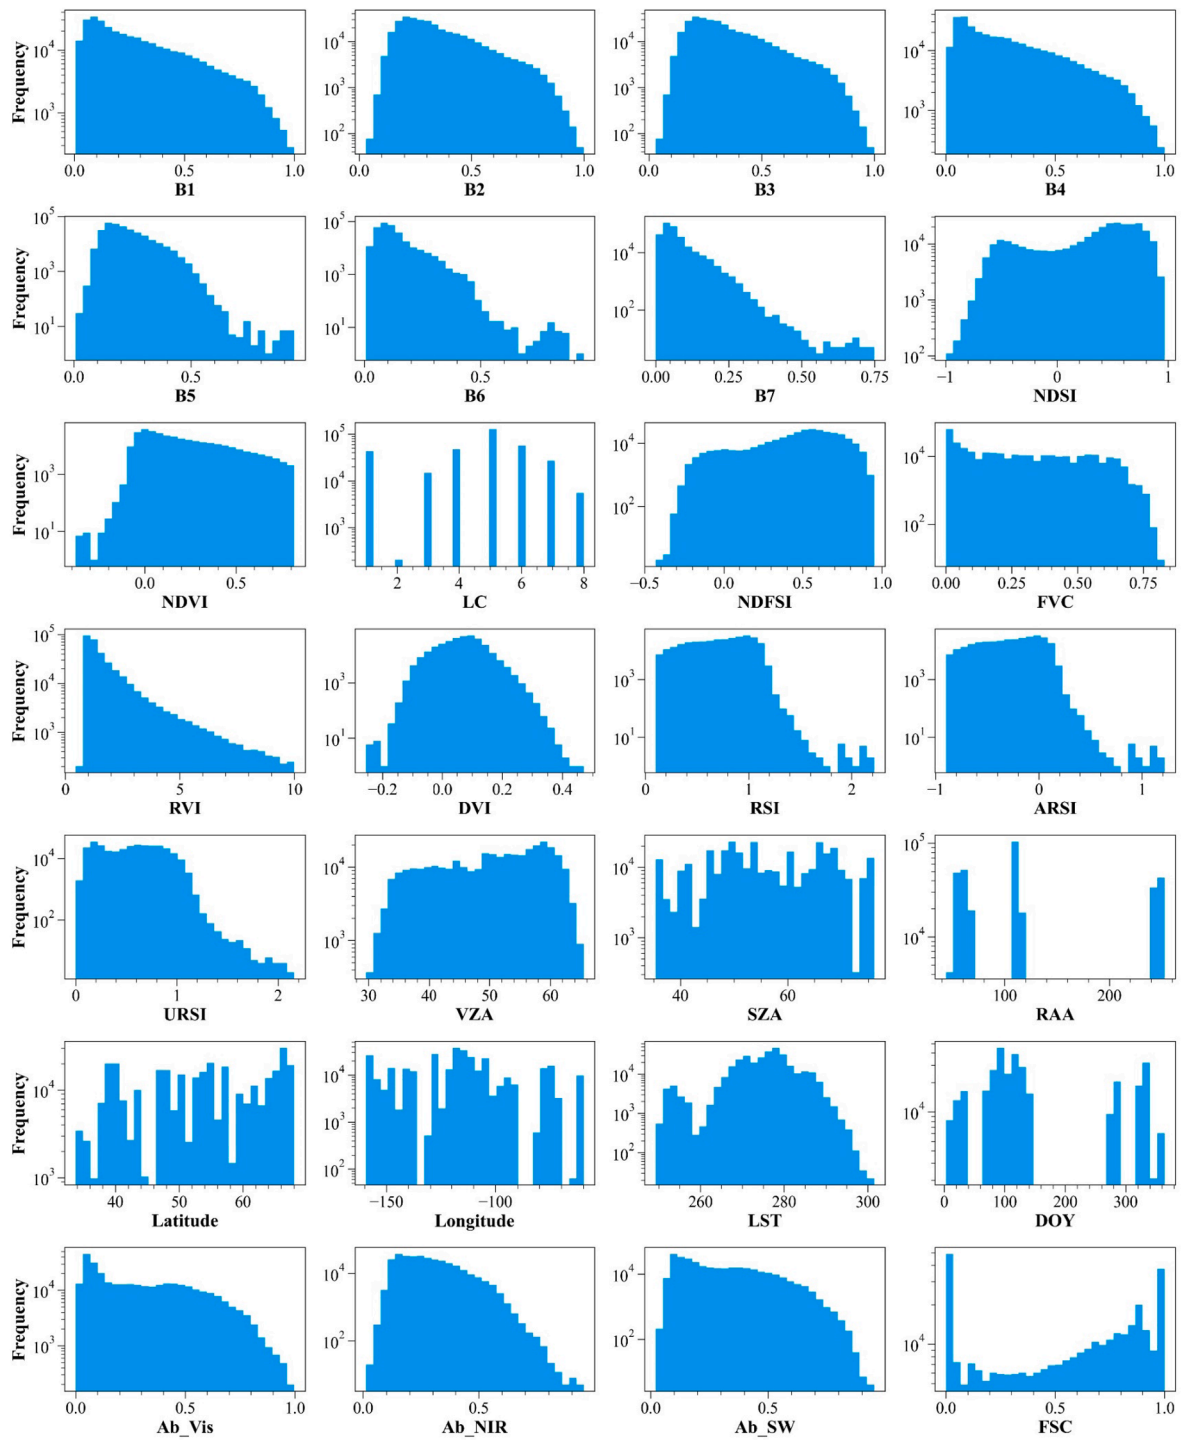 Frequency 10^4 10^3 0.0 0.5 1.0 B1
10^4 10^3 10^2 0.0 0.5 1.0 B2
10^4 10^3 10^2 0.0 0.5 1.0 B3
10^4 10^3 0.0 0.5 1.0 B4
Frequency 10^5 10^3 10^1 0.0 0.5 B5
10^5 10^3 10^1 0.0 0.5 B6
10^4 10^2 0.00 0.25 0.50 0.75 B7
10^4 10^3 10^2 −1 0 1 NDSI
Frequency 10^3 10^1 0.0 0.5 NDVI
10^5 10^4 10^3 2 4 6 8 LC
10^4 10^2 −0.5 0.0 0.5 1.0 NDFSI
10^4 10^2 0.00 0.25 0.50 0.75 FVC
Frequency 10^5 10^4 10^3 0 5 10 RVI
10^3 10^1 −0.2 0.0 0.2 0.4 DVI
10^3 10^1 0 1 2 RSI
10^3 10^1 −1 0 1 ARSI
Frequency 10^4 10^2 0 1 2 URSI
10^4 10^3 30 40 50 60 VZA
10^4 10^3 40 60 SZA
10^5 10^4 100 200 RAA
Frequency 10^4 10^3 40 50 60 Latitude
10^4 10^3 10^2 −150 −100 Longitude
10^4 10^3 10^2 260 280 300 LST
10^4 0 100 200 300 DOY
Frequency 10^4 10^3 0.0 0.5 1.0 Ab_Vis
10^4 10^2 0.0 0.5 Ab_NIR
10^4 10^2 0.0 0.5 1.0 Ab_SW
10^4 0.0 0.5 1.0 FSC